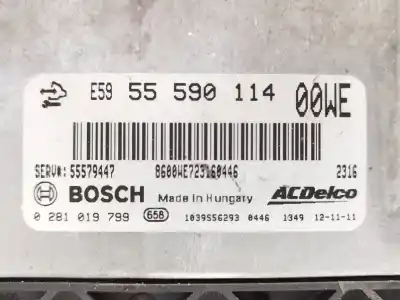 E59 55 590 114 00WE
SERV#:55579447 8600WE723160446 2316
BOSCH Made in Hungary ACDelco
0 281 019 799 658 1039S56293 0446 1349 12-11-11